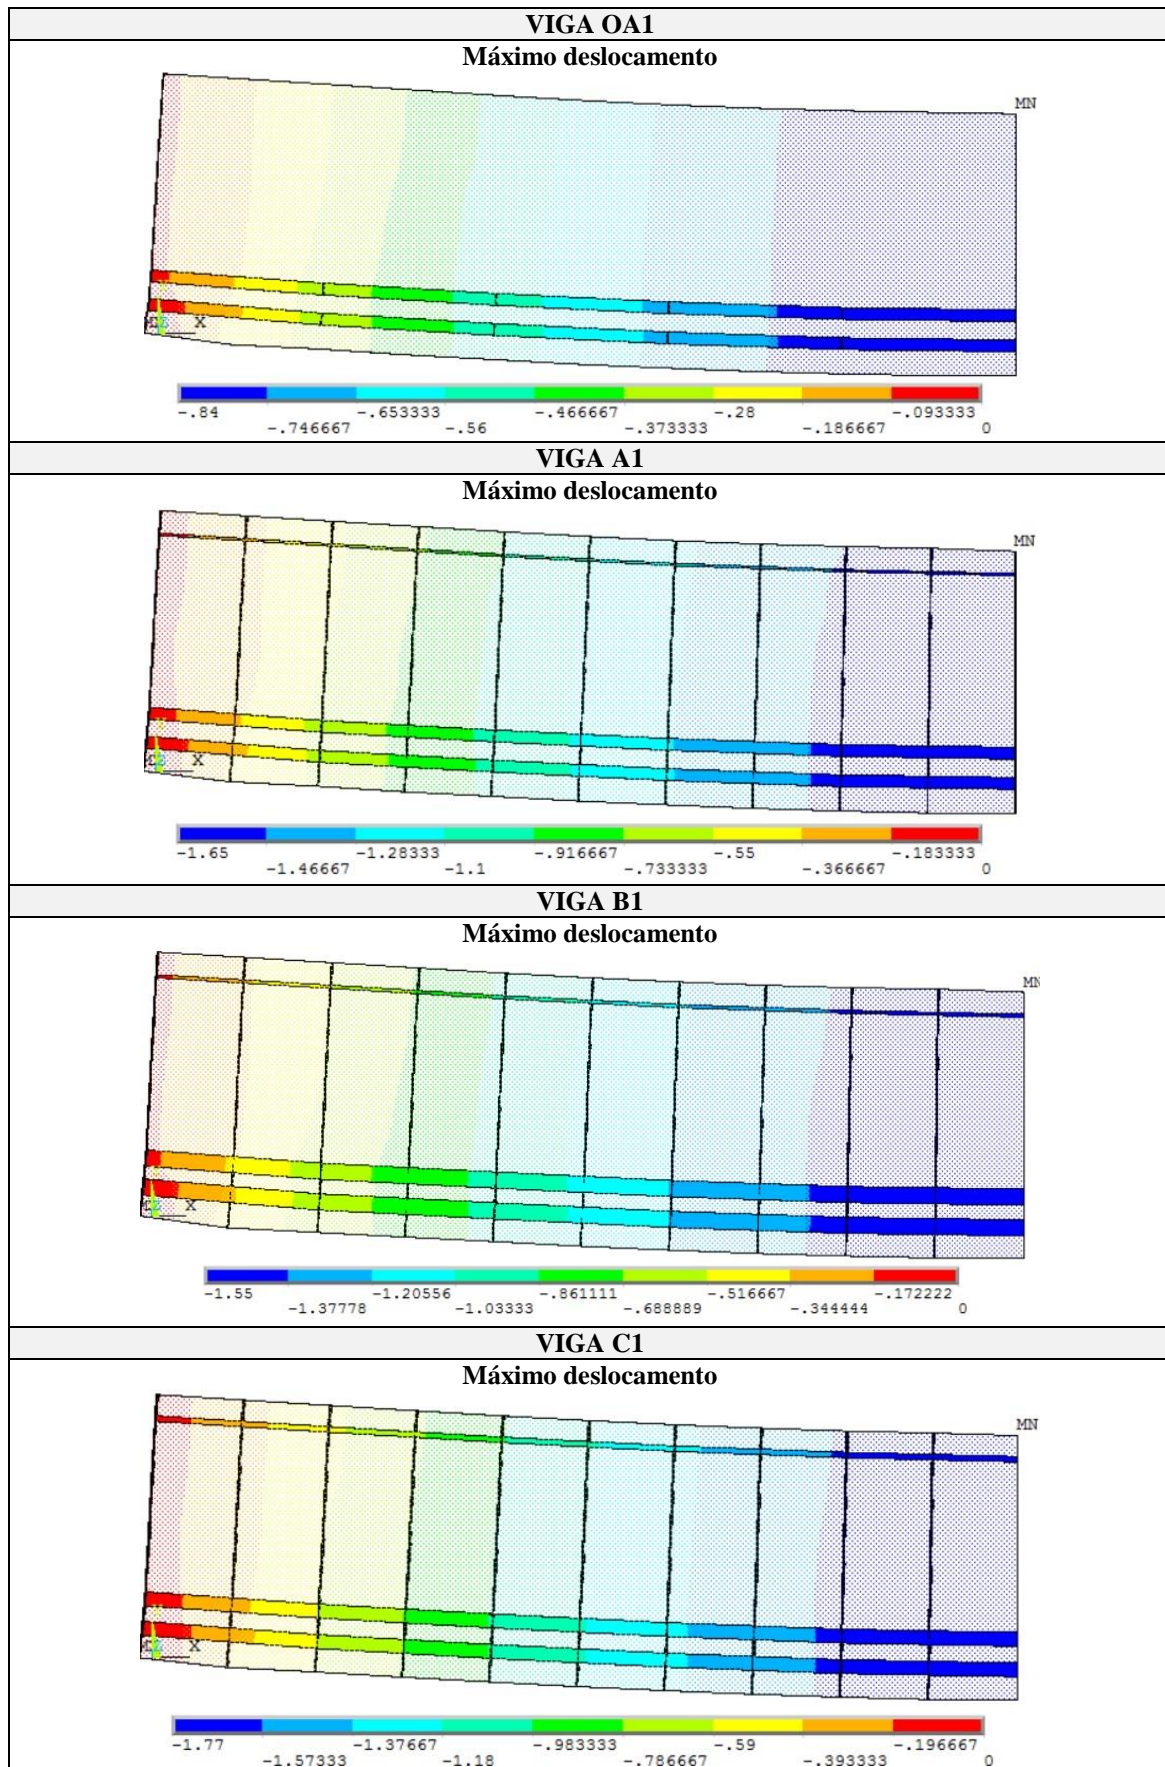 VIGA OA1
Máximo deslocamento
MN
X
-.84 -.653333 -.466667 -.28 -.093333
-.746667 -.56 -.373333 -.186667 0
VIGA A1
Máximo deslocamento
MN
X
-1.65 -1.28333 -.916667 -.55 -.183333
-1.46667 -1.1 -.733333 -.366667 0
VIGA B1
Máximo deslocamento
MN
X
-1.55 -1.20556 -.861111 -.516667 -.172222
-1.37778 -1.03333 -.688889 -.344444 0
VIGA C1
Máximo deslocamento
MN
X
-1.77 -1.37667 -.983333 -.59 -.196667
-1.57333 -1.18 -.786667 -.393333 0